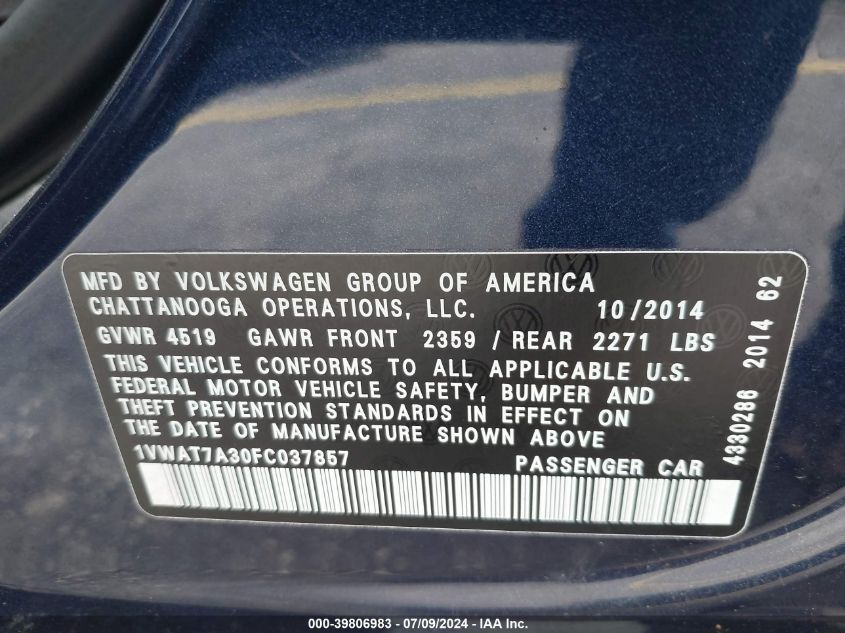 MFD BY VOLKSWAGEN GROUP OF AMERICA
CHATTANOOGA OPERATIONS, LLC. 10/2014
GVWR 4519 GAWR FRONT 2359 / REAR 2271 LBS
THIS VEHICLE CONFORMS TO ALL APPLICABLE U.S.
FEDERAL MOTOR VEHICLE SAFETY, BUMPER AND
THEFT PREVENTION STANDARDS IN EFFECT ON
THE DATE OF MANUFACTURE SHOWN ABOVE
1VWAT7A30FC037857 PASSENGER CAR
4330286 2014 62
000-39806983 / 07/09/2024 - IAA Inc.